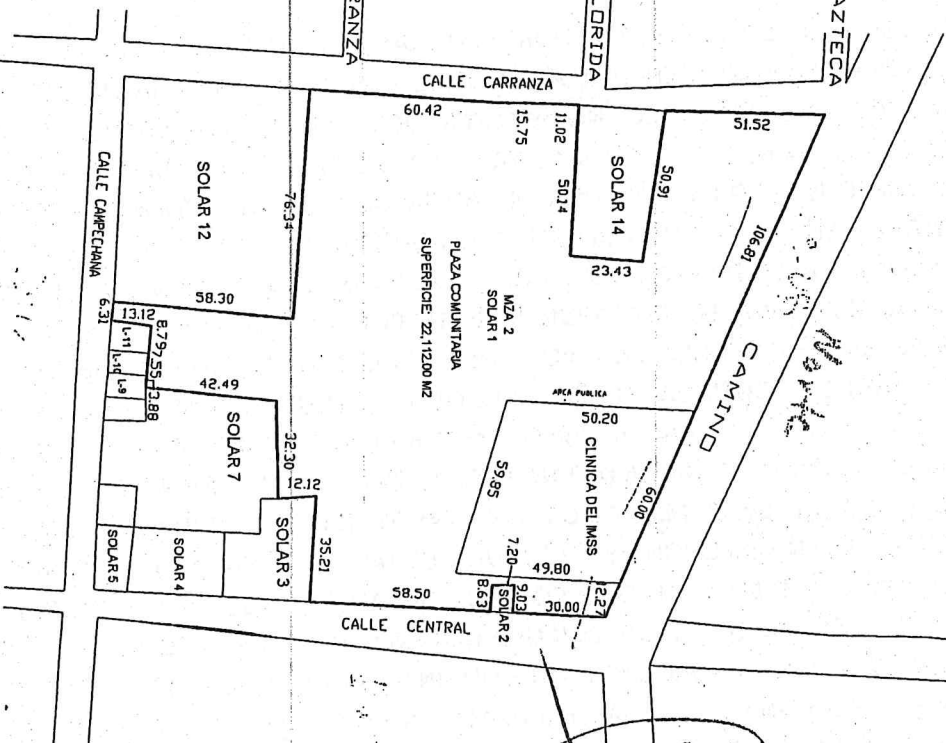 RANZA
LORIDA
AZTECA
CALLE CARRANZA
60.42
15.75
11.02
51.52
SOLAR 12
76.34
50.14
SOLAR 14
50.91
23.43
106.81
CALLE CAMPECHANA
58.30
PLAZA COMUNITARIA
SUPERFICIE: 22,112.00 M2
MZA 2
SOLAR 1
CAMINO
Norte
6.31
13.12
8.79
7.55
13.88
L-11
L-10
L-9
42.49
AREA PUBLICA
50.20
CLINICA DEL IMSS
59.85
60.00
SOLAR 7
32.30
12.12
SOLAR 3
35.21
SOLAR 5
SOLAR 4
7.20
49.80
12.27
58.50
8.63
SOLAR 2
9.03
30.00
CALLE CENTRAL